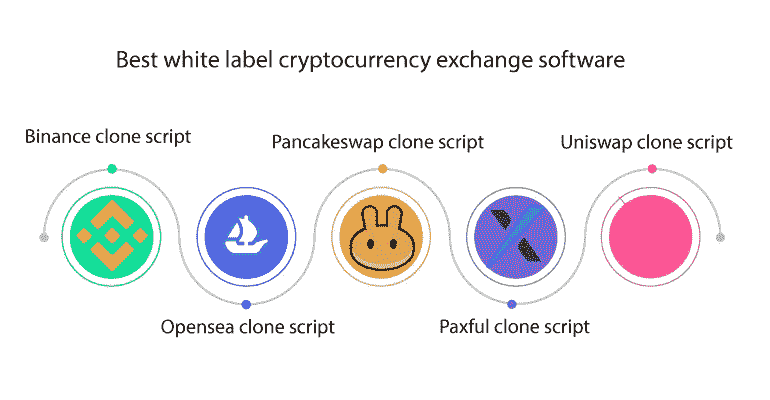 Best white label cryptocurrency exchange software
Binance clone script
Pancakeswap clone script
Uniswap clone script
Opensea clone script
Paxful clone script